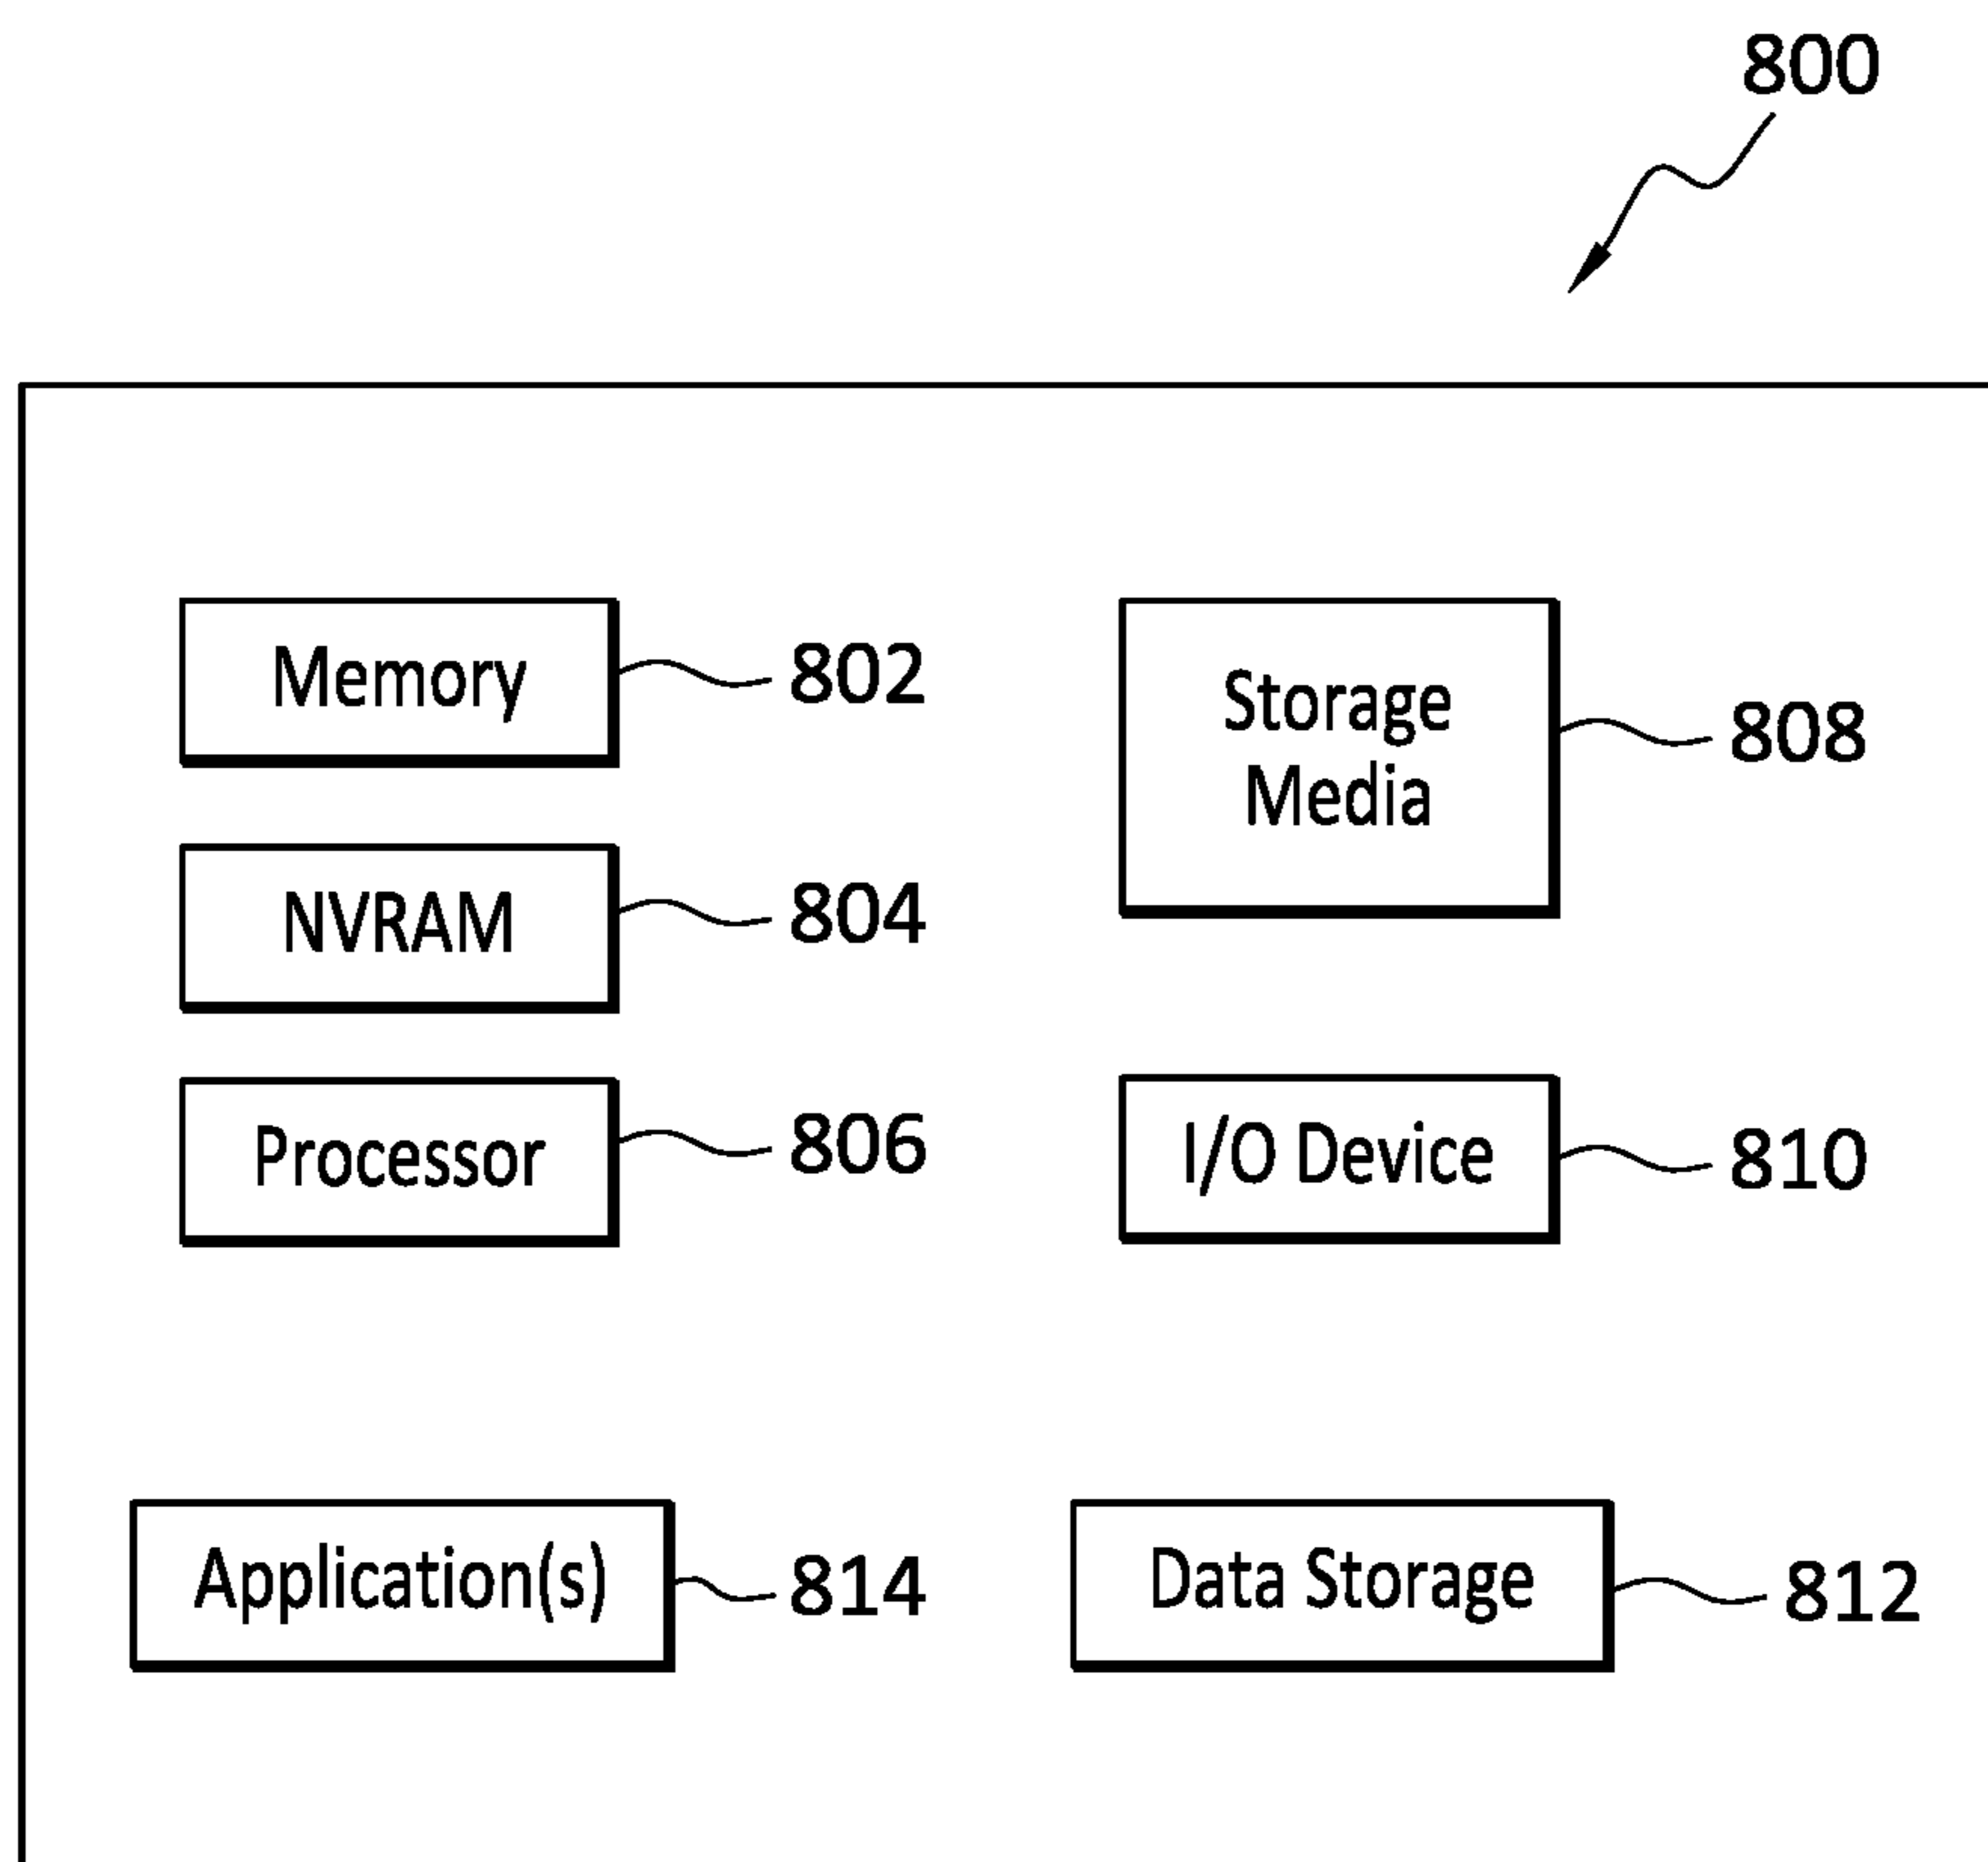 800
Memory
802
NVRAM
804
Processor
806
Storage
Media
808
I/O Device
810
Application(s)
814
Data Storage
812